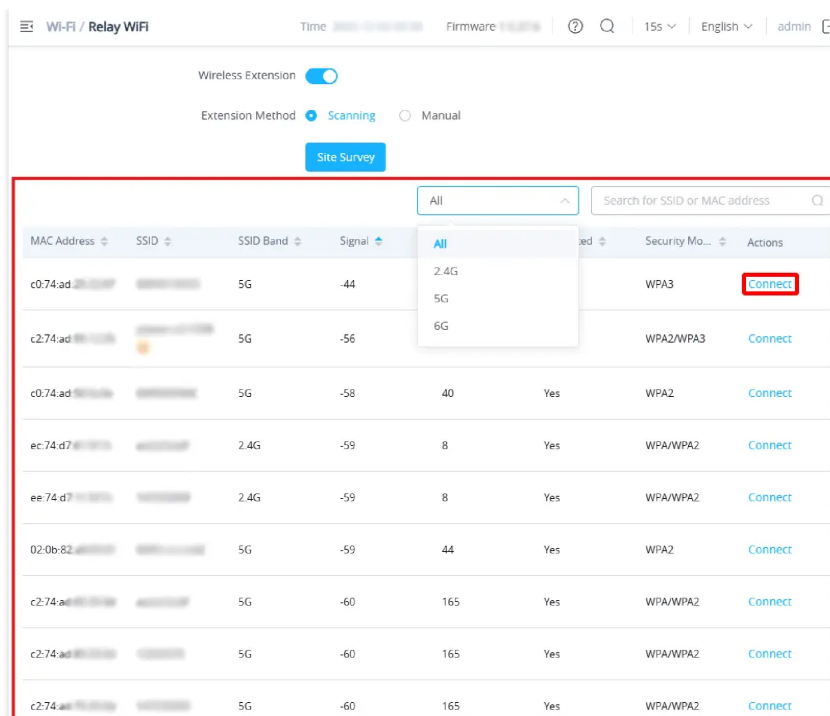 Wi-Fi / Relay WiFi Time Firmware 15s English admin
Wireless Extension
Extension Method Scanning Manual
Site Survey
All Search for SSID or MAC address
MAC Address SSID SSID Band Signal Security Mo... Actions
All
2.4G
5G
6G
c0:74:ad: 5G -44 WPA3 Connect
c2:74:ad: 5G -56 WPA2/WPA3 Connect
c0:74:ad: 5G -58 40 Yes WPA2 Connect
ec:74:d7: 2.4G -59 8 Yes WPA/WPA2 Connect
ee:74:d7 2.4G -59 8 Yes WPA/WPA2 Connect
02:0b:82 5G -59 44 Yes WPA2 Connect
c2:74:ad 5G -60 165 Yes WPA/WPA2 Connect
c2:74:ad 5G -60 165 Yes WPA/WPA2 Connect
c2:74:ad 5G -60 165 Yes WPA/WPA2 Connect